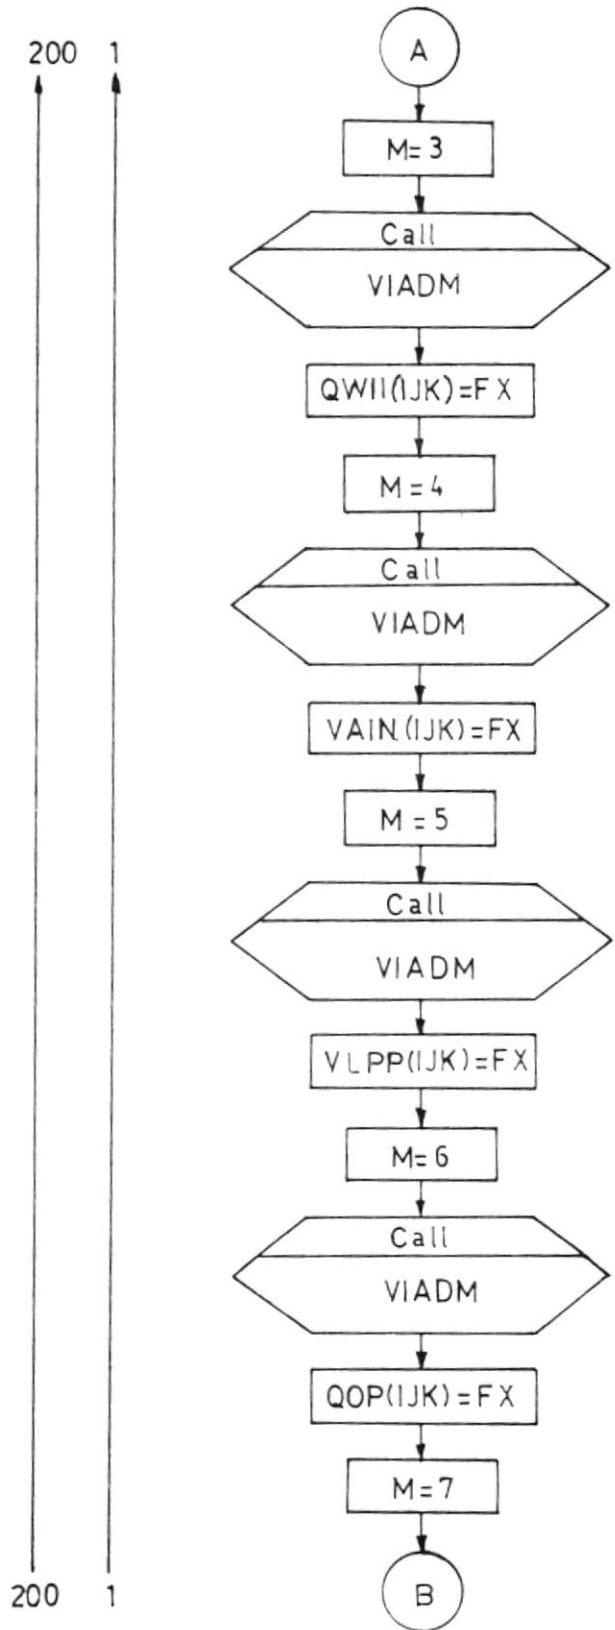 200 1
A
M=3
Call
VIADM
QWII(IJK)=FX
M=4
Call
VIADM
VAIN(IJK)=FX
M=5
Call
VIADM
VLPP(IJK)=FX
M=6
Call
VIADM
QOP(IJK)=FX
M=7
200 1
B